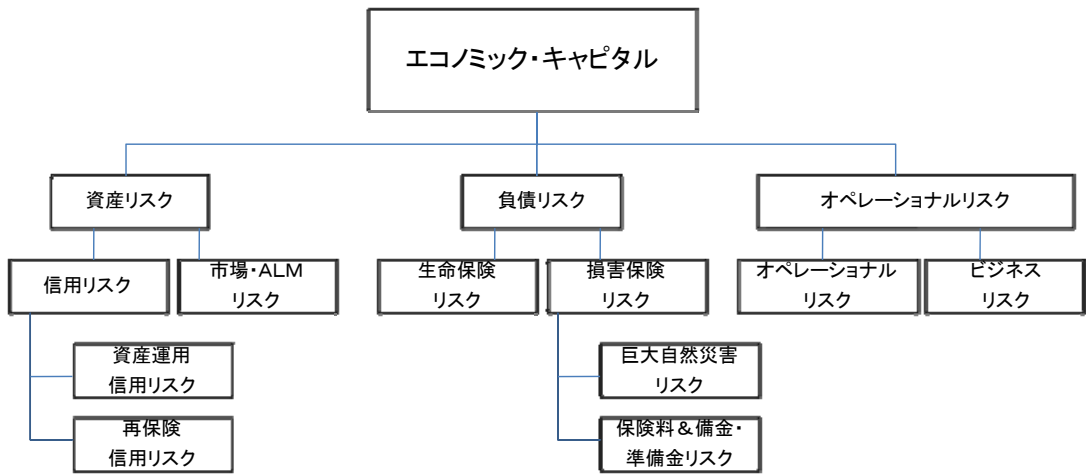 エコノミック・キャピタル
資産リスク
負債リスク
オペレーショナルリスク
信用リスク
市場・ALM
リスク
生命保険
リスク
損害保険
リスク
オペレーショナル
リスク
ビジネス
リスク
資産運用
信用リスク
巨大自然災害
リスク
再保険
信用リスク
保険料&備金・
準備金リスク